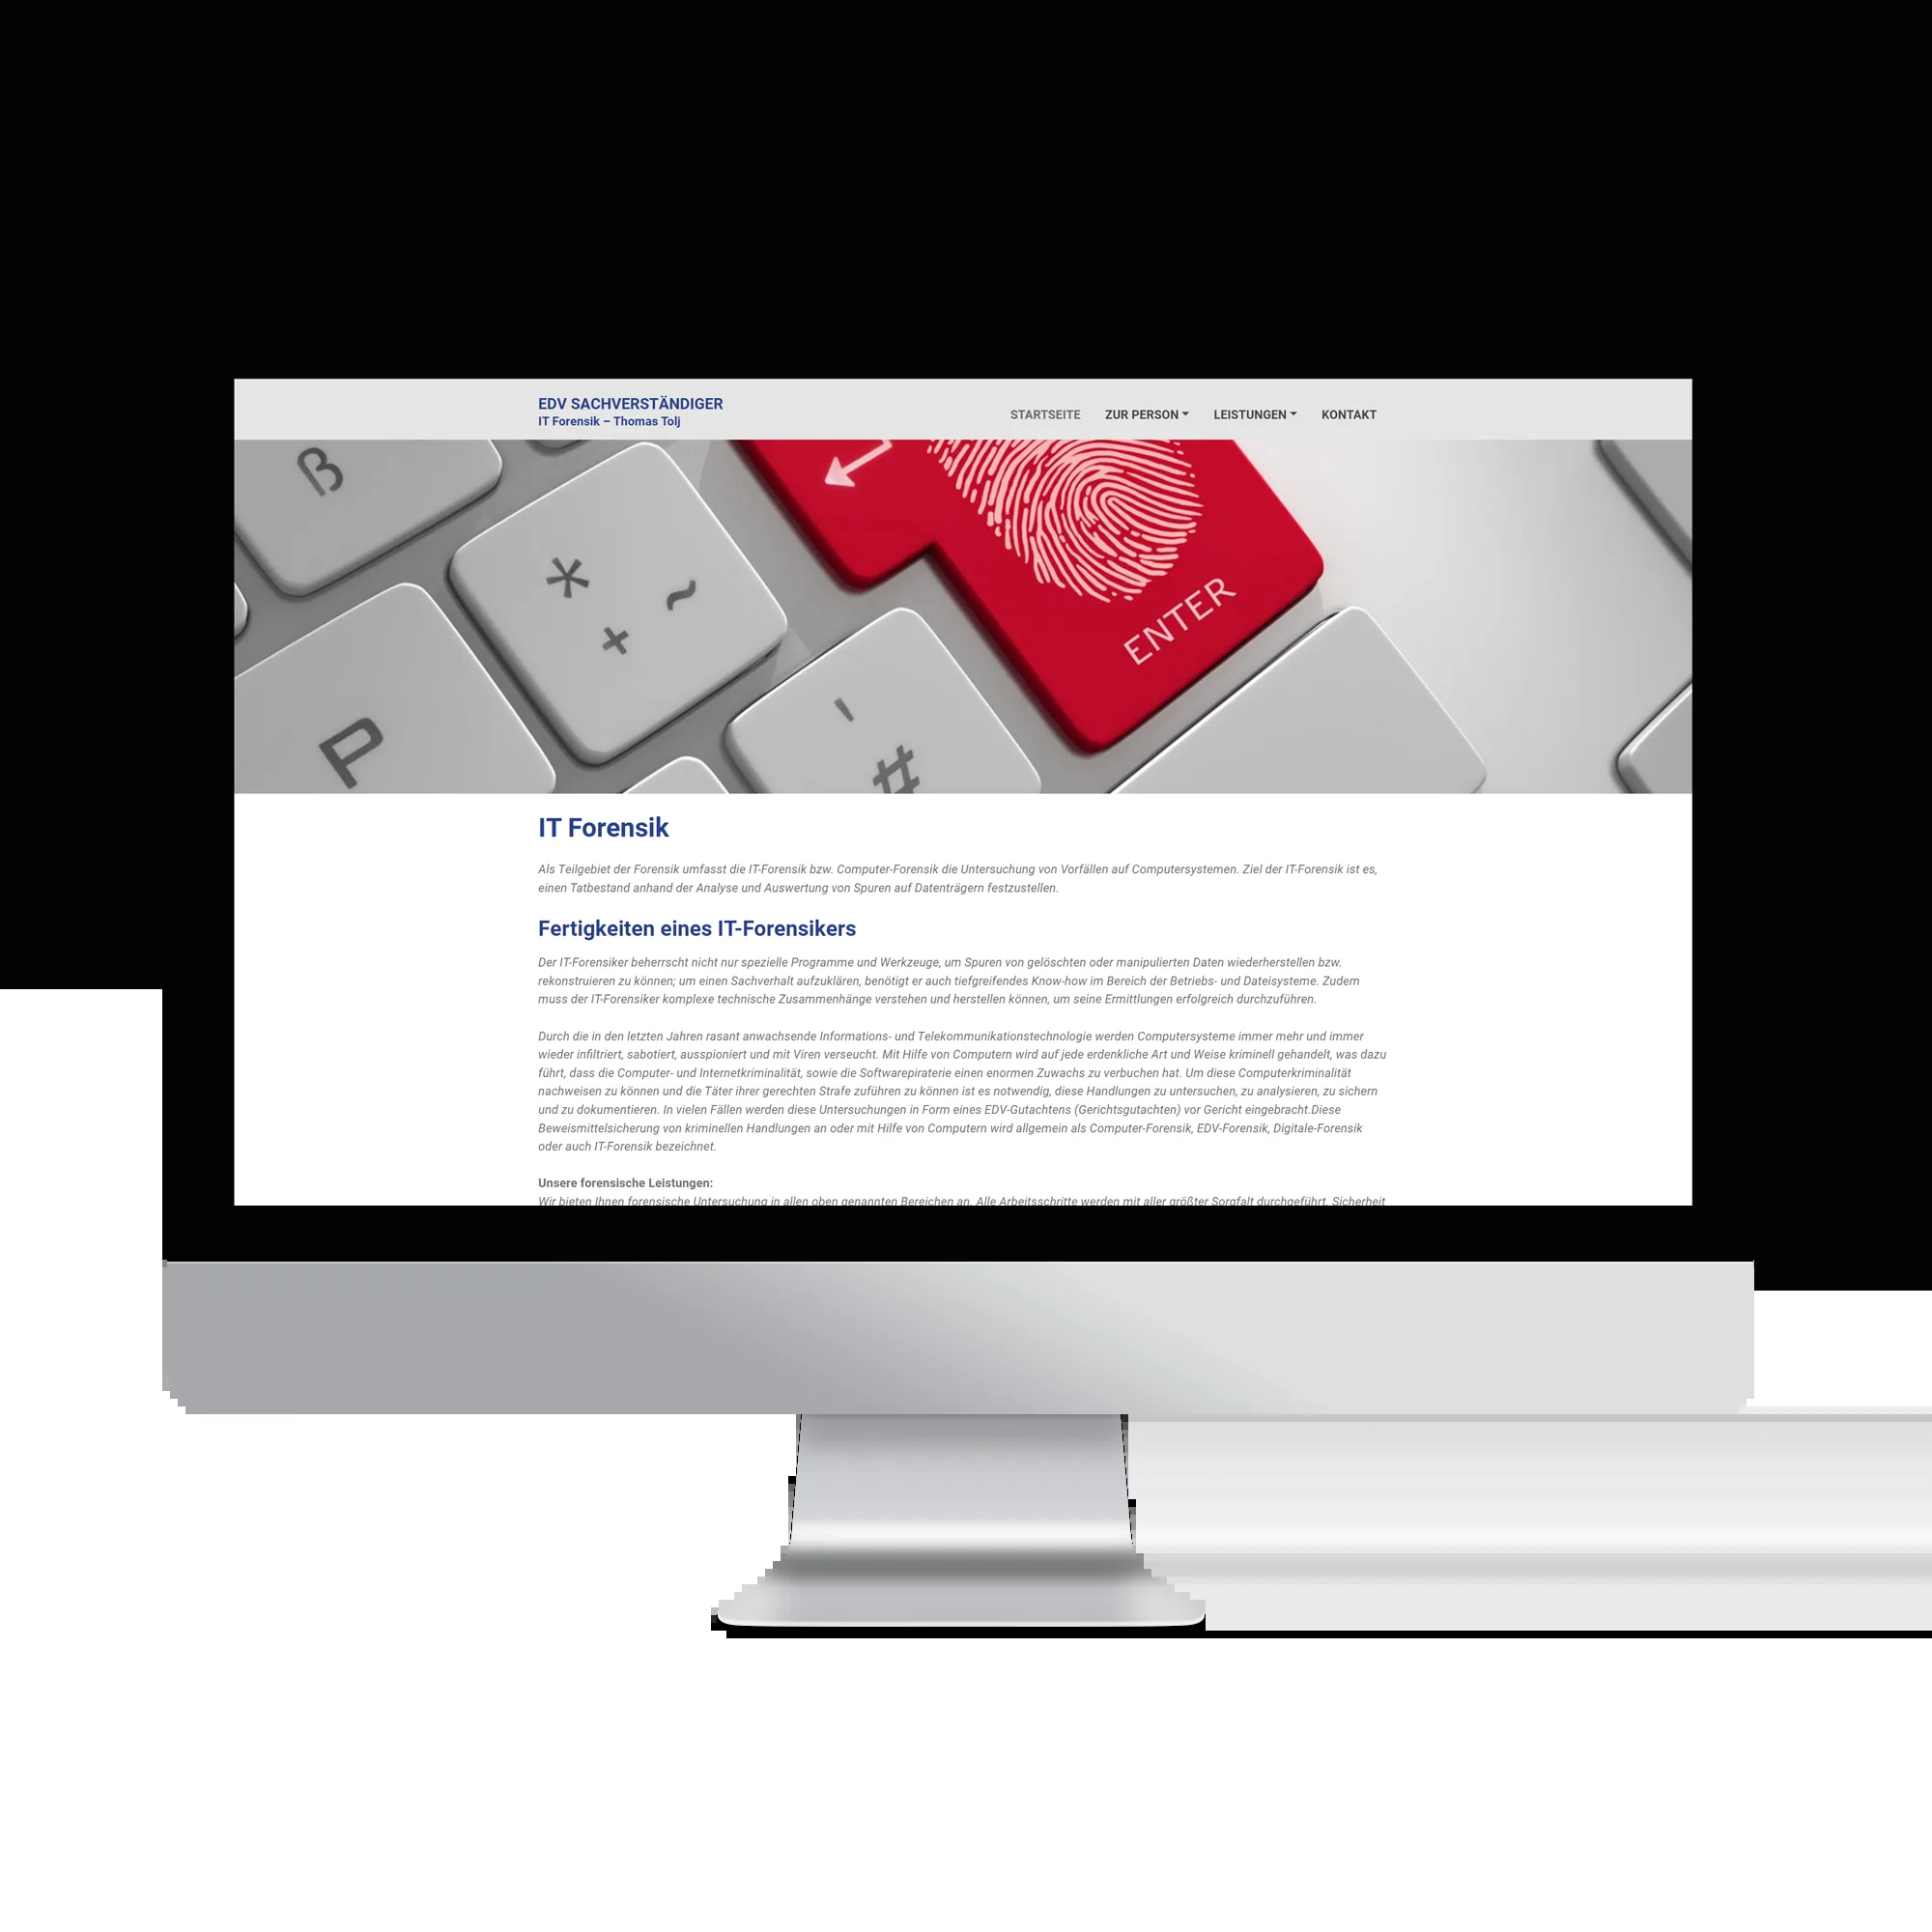 EDV SACHVERSTÄNDIGER
IT Forensik – Thomas Tolj
STARTSEITE ZUR PERSON LEISTUNGEN KONTAKT
ß
* ~
+
P
'
#
ENTER
IT Forensik
Als Teilgebiet der Forensik umfasst die IT-Forensik bzw. Computer-Forensik die Untersuchung von Vorfällen auf Computersystemen. Ziel der IT-Forensik ist es,
einen Tatbestand anhand der Analyse und Auswertung von Spuren auf Datenträgern festzustellen.
Fertigkeiten eines IT-Forensikers
Der IT-Forensiker beherrscht nicht nur spezielle Programme und Werkzeuge, um Spuren von gelöschten oder manipulierten Daten wiederherstellen bzw.
rekonstruieren zu können; um einen Sachverhalt aufzuklären, benötigt er auch tiefgreifendes Know-how im Bereich der Betriebs- und Dateisysteme. Zudem
muss der IT-Forensiker komplexe technische Zusammenhänge verstehen und herstellen können, um seine Ermittlungen erfolgreich durchzuführen.
Durch die in den letzten Jahren rasant anwachsende Informations- und Telekommunikationstechnologie werden Computersysteme immer mehr und immer
wieder infiltriert, sabotiert, ausspioniert und mit Viren verseucht. Mit Hilfe von Computern wird auf jede erdenkliche Art und Weise kriminell gehandelt, was dazu
führt, dass die Computer- und Internetkriminalität, sowie die Softwarepiraterie einen enormen Zuwachs zu verbuchen hat. Um diese Computerkriminalität
nachweisen zu können und die Täter ihrer gerechten Strafe zuführen zu können ist es notwendig, diese Handlungen zu untersuchen, zu analysieren, zu sichern
und zu dokumentieren. In vielen Fällen werden diese Untersuchungen in Form eines EDV-Gutachtens (Gerichtsgutachten) vor Gericht eingebracht.Diese
Beweismittelsicherung von kriminellen Handlungen an oder mit Hilfe von Computern wird allgemein als Computer-Forensik, EDV-Forensik, Digitale-Forensik
oder auch IT-Forensik bezeichnet.
Unsere forensische Leistungen:
Wir bieten Ihnen forensische Untersuchung in allen oben genannten Bereichen an. Alle Arbeitsschritte werden mit aller größter Sorgfalt durchgeführt. Sicherheit